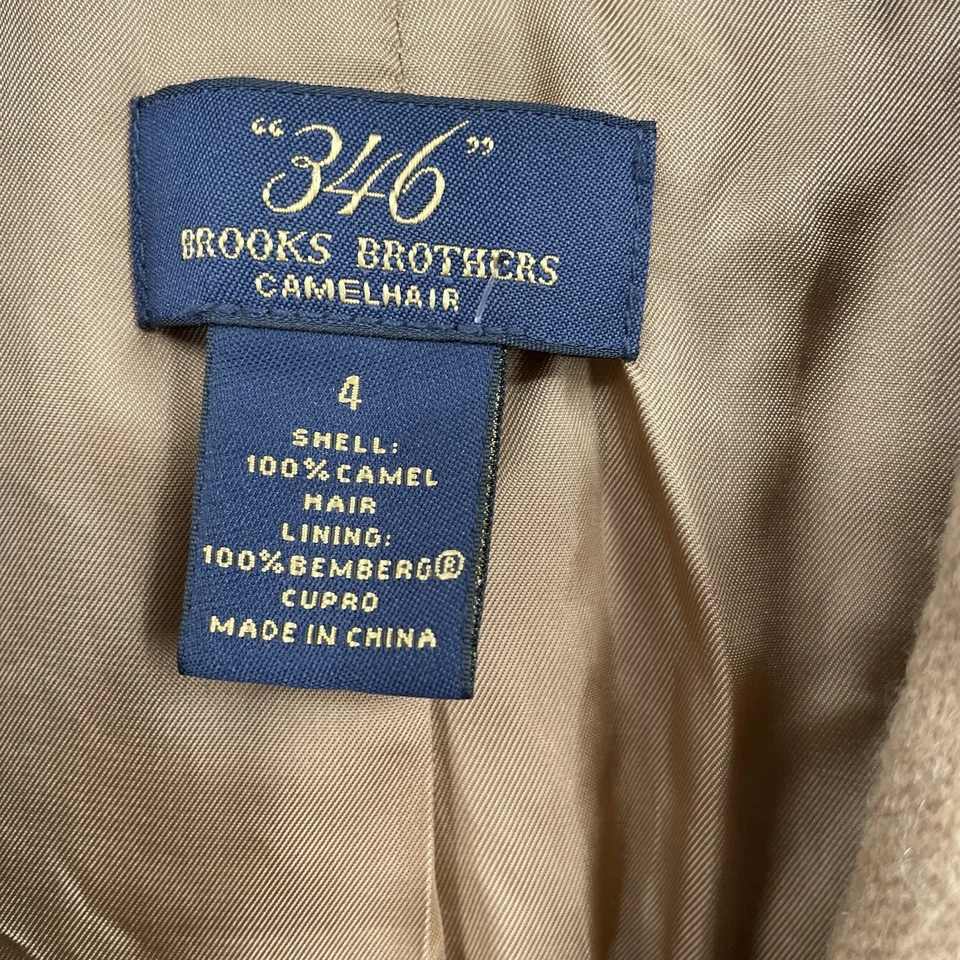 “346”
BROOKS BROTHERS
CAMELHAIR
4
SHELL:
100% CAMEL
HAIR
LINING:
100% BEMBERG®
CUPRO
MADE IN CHINA